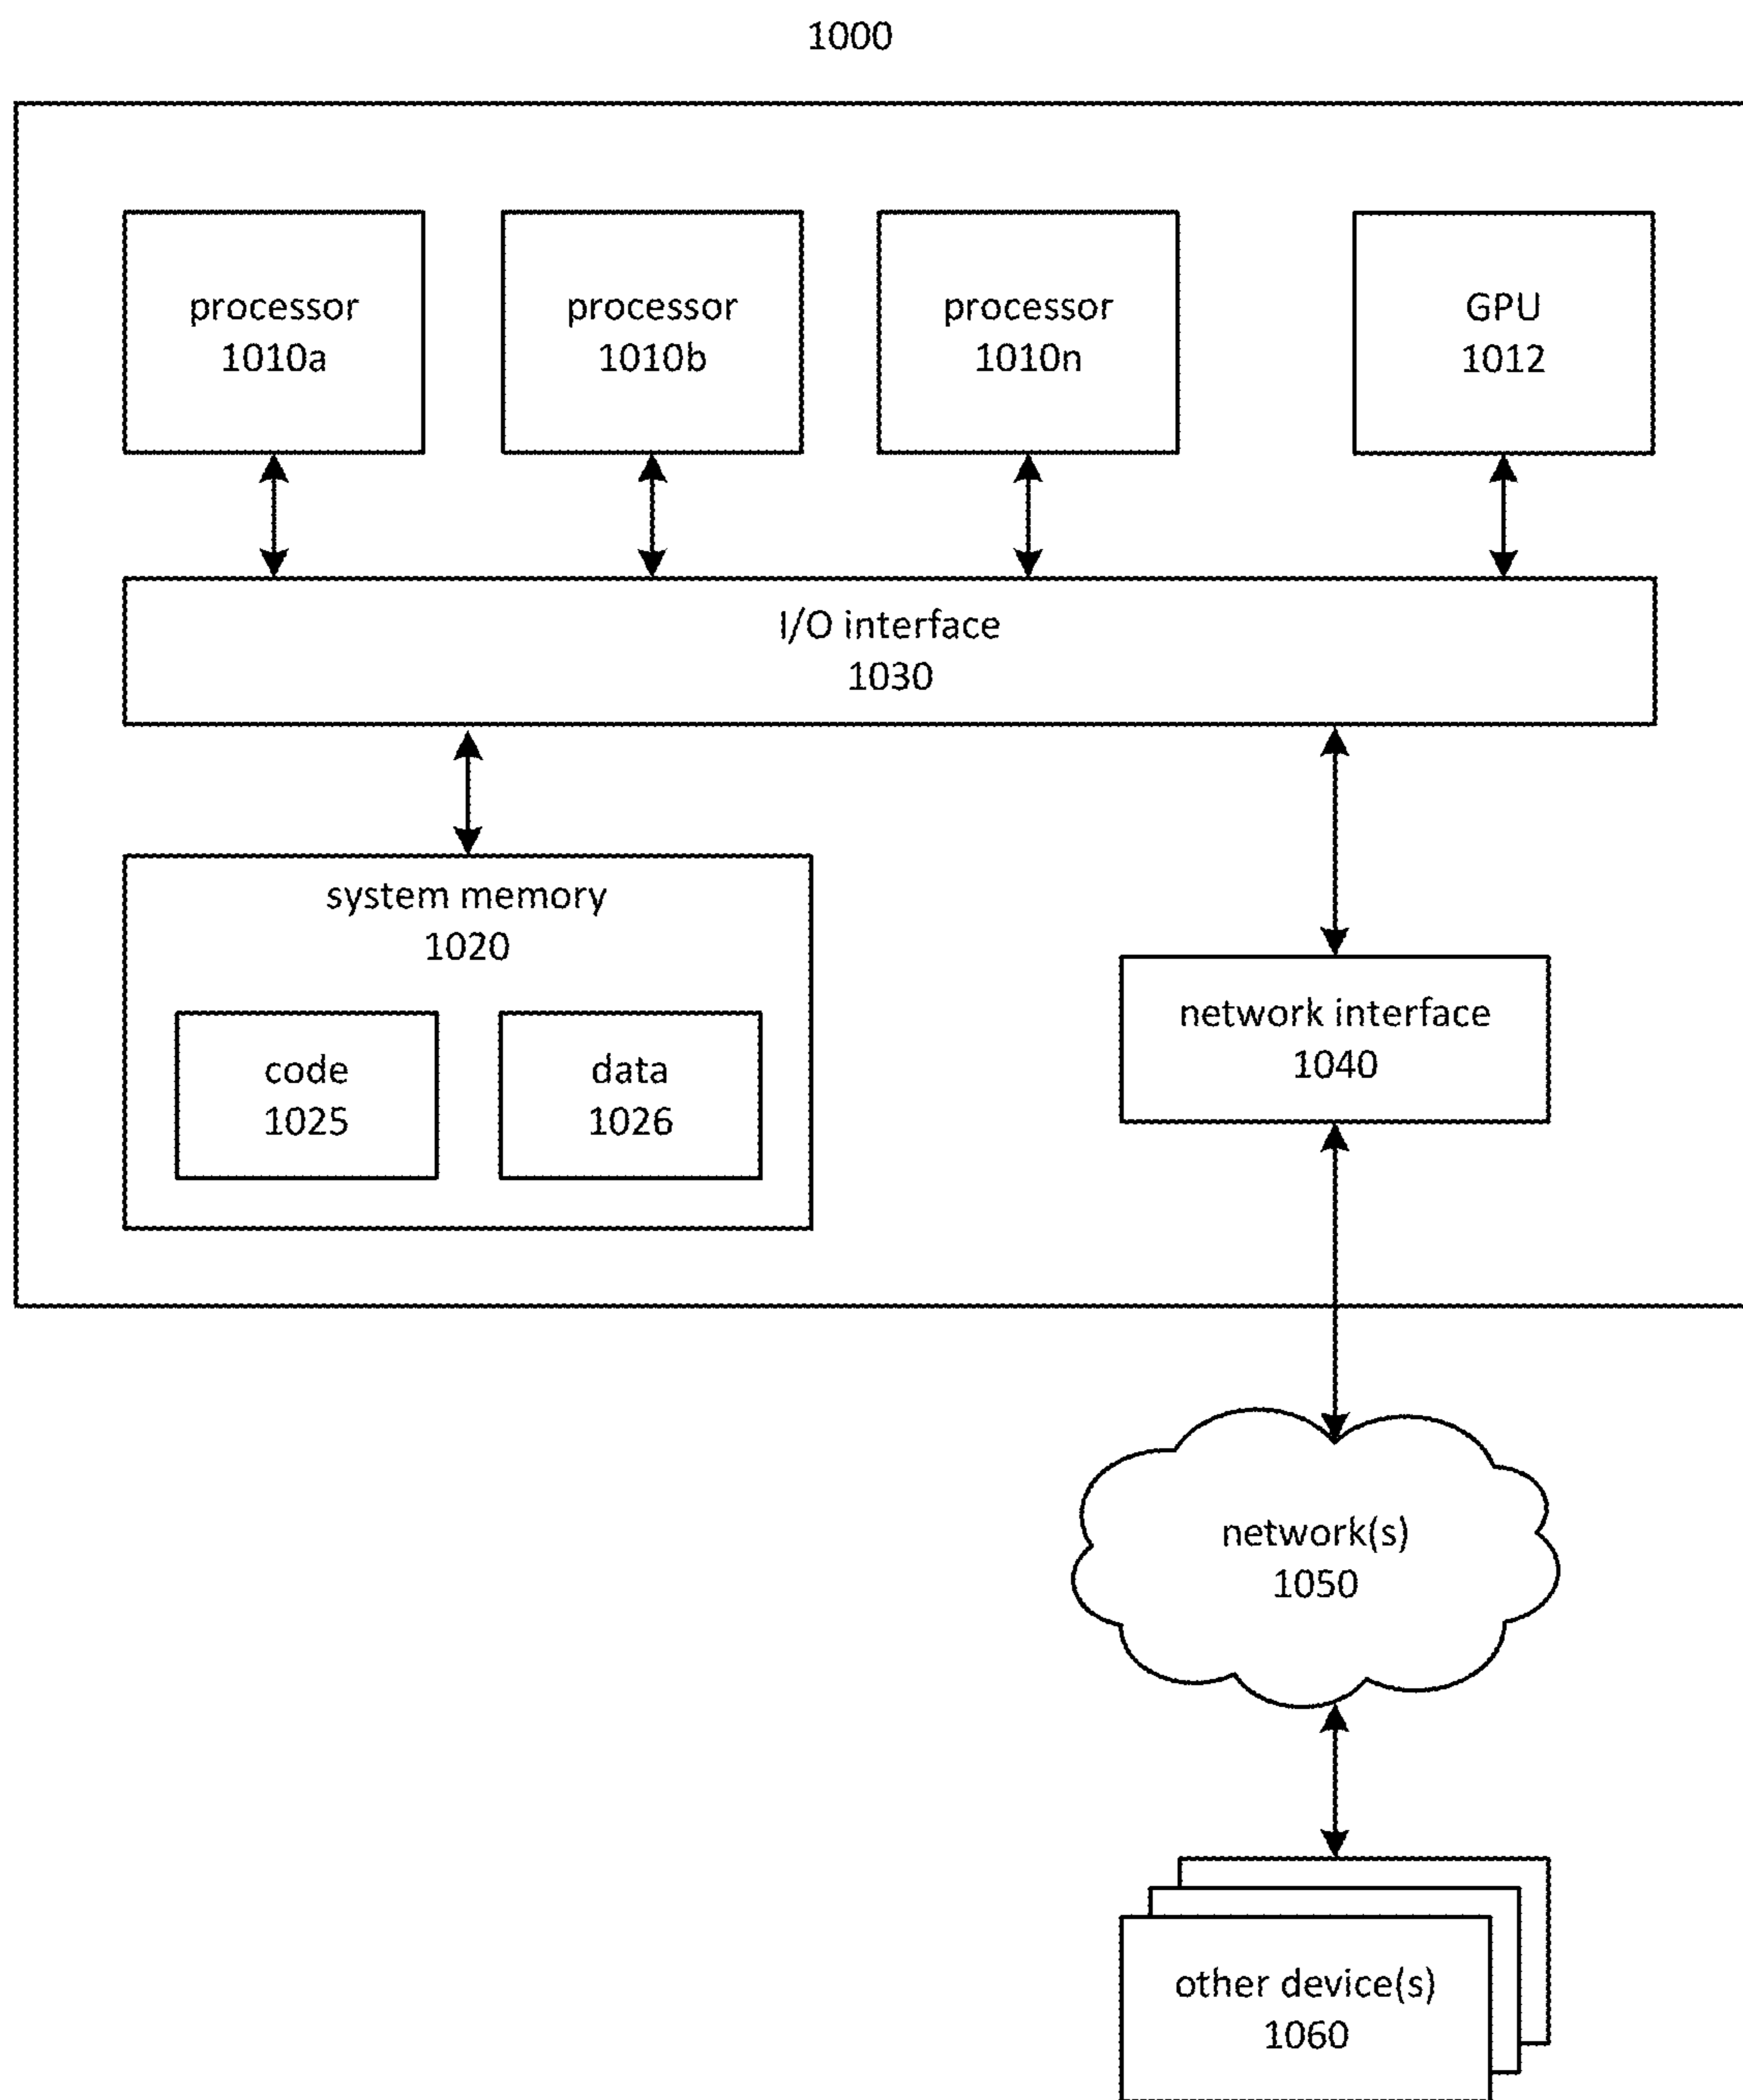 1000
processor
1010a
processor
1010b
processor
1010n
GPU
1012
I/O interface
1030
system memory
1020
code
1025
data
1026
network interface
1040
network(s)
1050
other device(s)
1060